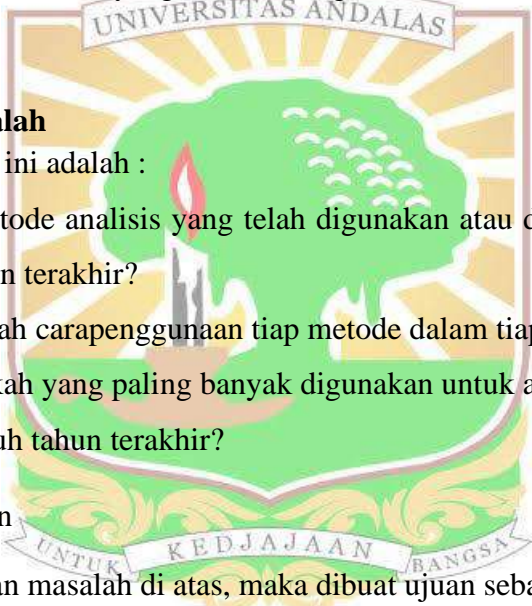 UNIVERSITAS ANDALAS
alah
ini adalah :
tode analisis yang telah digunakan atau d
n terakhir?
ah carapenggunaan tiap metode dalam tiap
kah yang paling banyak digunakan untuk a
uh tahun terakhir?
n
UNTUK KEDJAJAAN BANGSA
an masalah di atas, maka dibuat ujuan seba